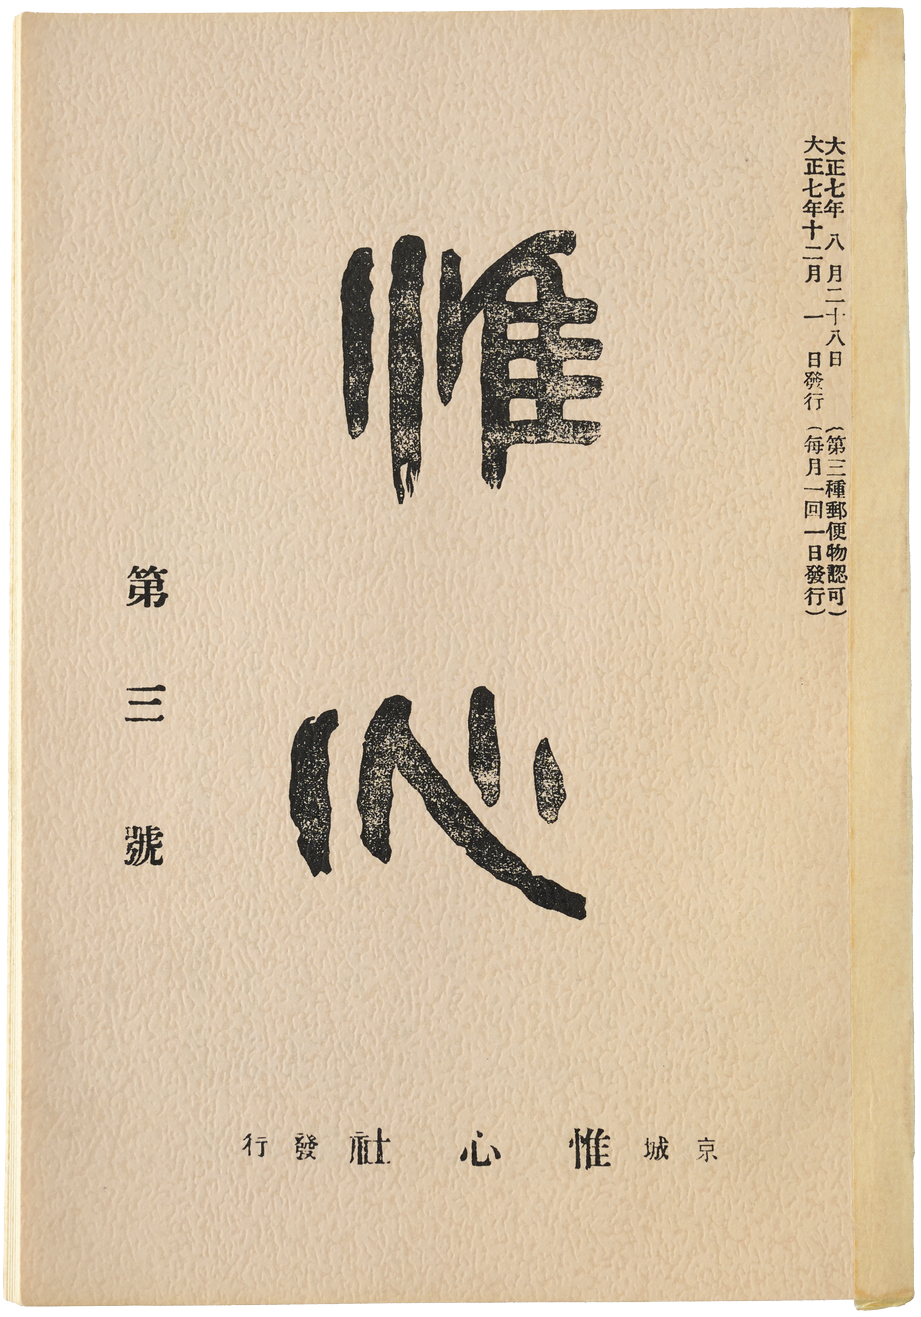 大正七年八月二十八日(第三種郵便物認可)
大正七年十二月一日發行(每月一回一日發行)
惟心
第三號
京城惟心社發行